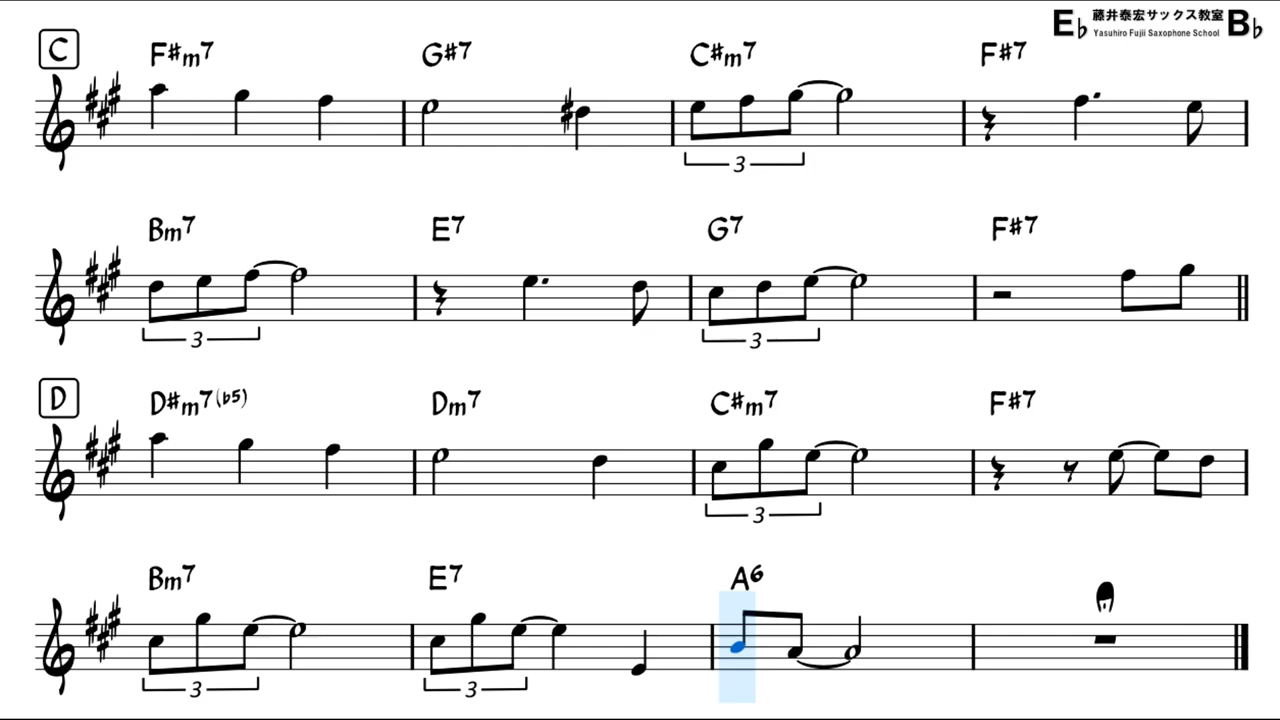 E♭ 藤井泰宏サックス教室 B♭
Yasuhiro Fujii Saxophone School
C F#m7 G#7 C#m7 F#7
3
Bm7 E7 G7 F#7
3 3
D D#m7(♭5) Dm7 C#m7 F#7
3
Bm7 E7 A6
3 3